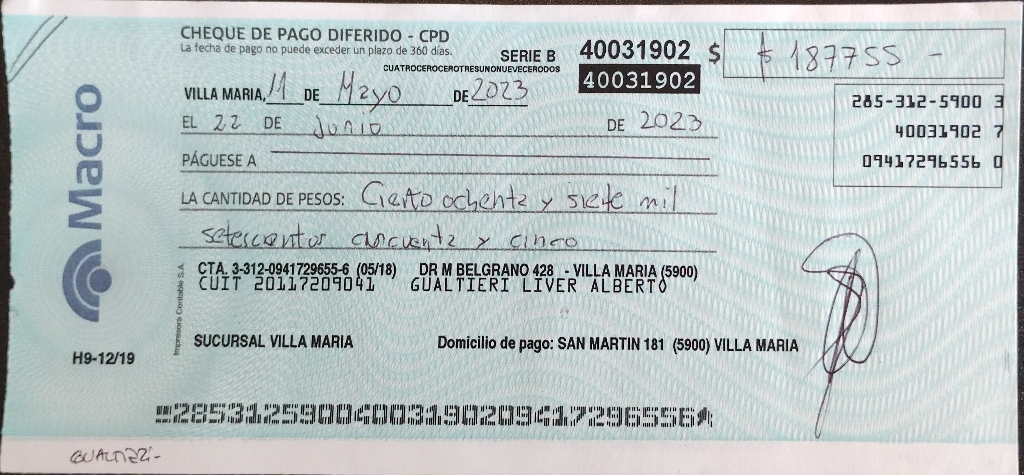 CHEQUE DE PAGO DIFERIDO - CPD
La fecha de pago no puede exceder un plazo de 360 días.
SERIE B 40031902 $ $ 187755 -
CUATROCEROCEROTRESUNONUEVECERODOS
40031902
VILLA MARIA, 11 DE Mayo DE 2023
285-312-5900 3
EL 22 DE Junio DE 2023
40031902 7
PÁGUESE A
09417296556 0
LA CANTIDAD DE PESOS: Ciento ochenta y siete mil
setescientos cincuenta y cinco
CTA. 3-312-0941729655-6 (05/18) DR M BELGRANO 428 - VILLA MARIA (5900)
CUIT 20117209041 GUALTIERI LIVER ALBERTO
SUCURSAL VILLA MARIA Domicilio de pago: SAN MARTIN 181 (5900) VILLA MARIA
Macro
Impresora Contable S.A.
H9-12/19
28531259004003190209417296556
GUALTIERI-